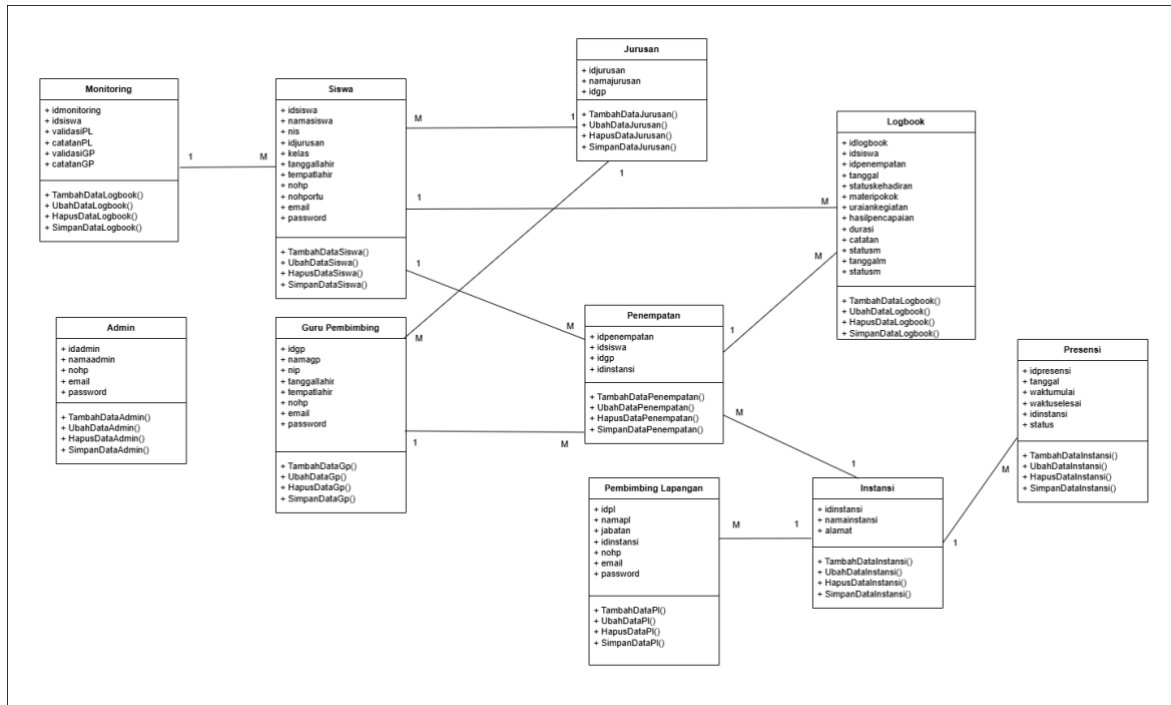 Monitoring
+ idmonitoring
+ idsiswa
+ validasiPL
+ catatanPL
+ validasiGP
+ catatanGP
+ TambahDataLogbook()
+ UbahDataLogbook()
+ HapusDataLogbook()
+ SimpanDataLogbook()
1
M
Siswa
+ idsiswa
+ namasiswa
+ nis
+ idjurusan
+ kelas
+ tanggallahir
+ tempatlahir
+ nohp
+ nohportu
+ email
+ password
+ TambahDataSiswa()
+ UbahDataSiswa()
+ HapusDataSiswa()
+ SimpanDataSiswa()
M
1
Jurusan
+ idjurusan
+ namajurusan
+ idgp
+ TambahDataJurusan()
+ UbahDataJurusan()
+ HapusDataJurusan()
+ SimpanDataJurusan()
1
1
M
Logbook
+ idlogbook
+ idsiswa
+ idpenempatan
+ tanggal
+ statuskehadiran
+ materipokok
+ uraiankegiatan
+ hasilpencapaian
+ durasi
+ catatan
+ statusm
+ tanggalm
+ statusm
+ TambahDataLogbook()
+ UbahDataLogbook()
+ HapusDataLogbook()
+ SimpanDataLogbook()
1
M
M
1
Admin
+ idadmin
+ namaadmin
+ nohp
+ email
+ password
+ TambahDataAdmin()
+ UbahDataAdmin()
+ HapusDataAdmin()
+ SimpanDataAdmin()
Guru Pembimbing
+ idgp
+ namagp
+ nip
+ tanggallahir
+ tempatlahir
+ nohp
+ email
+ password
+ TambahDataGp()
+ UbahDataGp()
+ HapusDataGp()
+ SimpanDataGp()
M
1
M
Penempatan
+ idpenempatan
+ idsiswa
+ idgp
+ idinstansi
+ TambahDataPenempatan()
+ UbahDataPenempatan()
+ HapusDataPenempatan()
+ SimpanDataPenempatan()
M
1
Presensi
+ idpresensi
+ tanggal
+ waktumulai
+ waktuselesai
+ idinstansi
+ status
+ TambahDataInstansi()
+ UbahDataInstansi()
+ HapusDataInstansi()
+ SimpanDataInstansi()
M
1
Pembimbing Lapangan
+ idpl
+ namapl
+ jabatan
+ idinstansi
+ nohp
+ email
+ password
+ TambahDataPl()
+ UbahDataPl()
+ HapusDataPl()
+ SimpanDataPl()
M
1
Instansi
+ idinstansi
+ namainstansi
+ alamat
+ TambahDataInstansi()
+ UbahDataInstansi()
+ HapusDataInstansi()
+ SimpanDataInstansi()